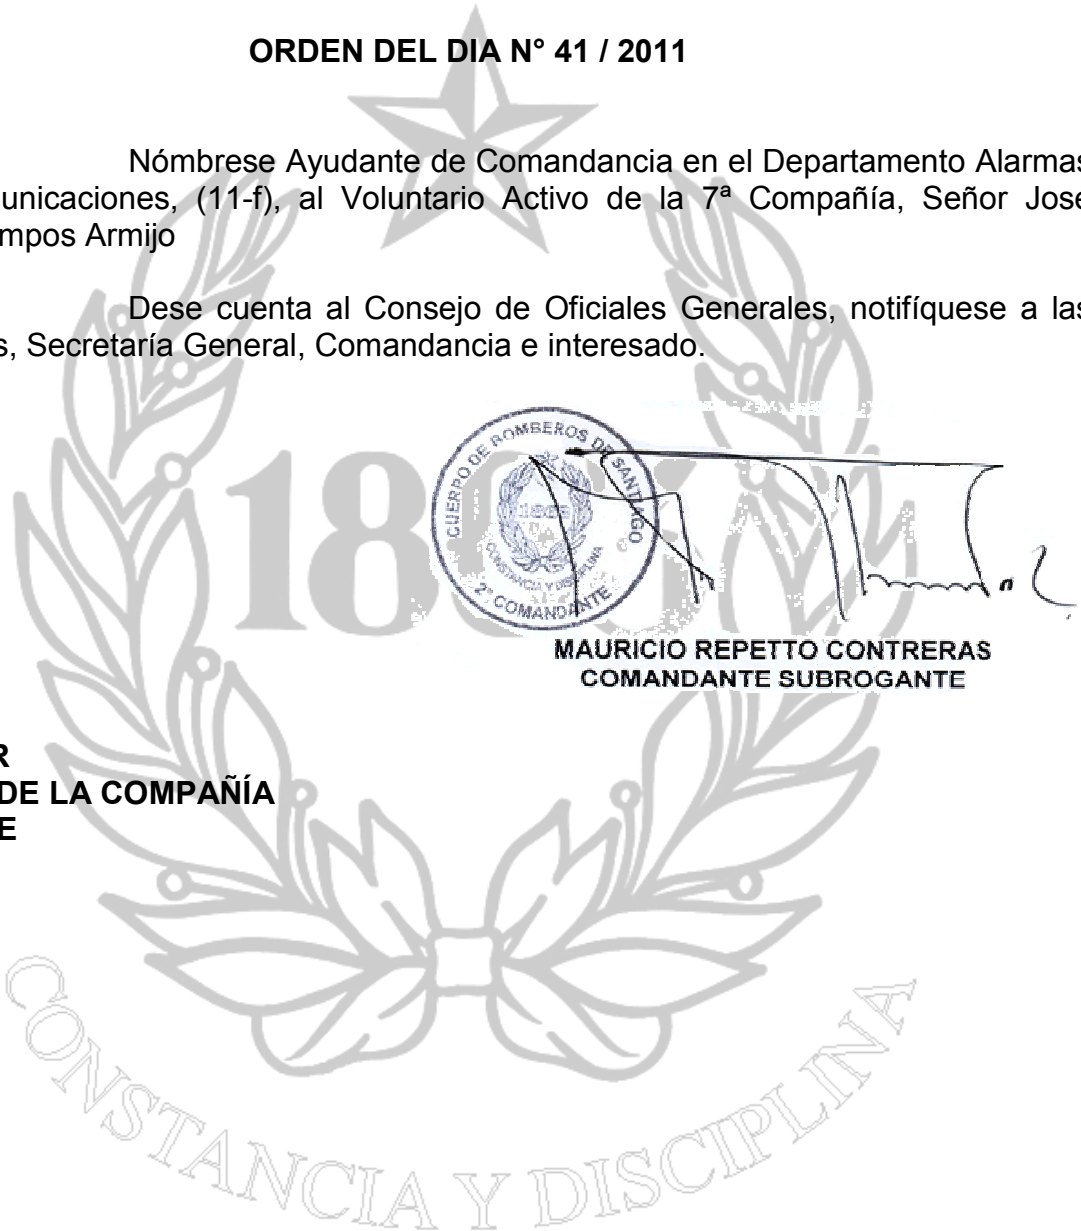 ORDEN DEL DIA N° 41 / 2011
Nómbrese Ayudante de Comandancia en el Departamento Alarmas
unicaciones, (11-f), al Voluntario Activo de la 7ª Compañía, Señor José
mpos Armijo
Dese cuenta al Consejo de Oficiales Generales, notifíquese a las
s, Secretaría General, Comandancia e interesado.
CUERPO DE BOMBEROS DE SANTIAGO
1863
CONSTANCIA Y DISCIPLINA
2° COMANDANTE
MAURICIO REPETTO CONTRERAS
COMANDANTE SUBROGANTE
R
DE LA COMPAÑÍA
E
CONSTANCIA Y DISCIPLINA